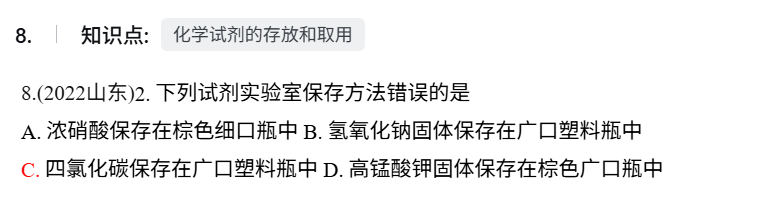 8. 知识点: 化学试剂的存放和取用
8.(2022山东)2. 下列试剂实验室保存方法错误的是
A. 浓硝酸保存在棕色细口瓶中 B. 氢氧化钠固体保存在广口塑料瓶中
C. 四氯化碳保存在广口塑料瓶中 D. 高锰酸钾固体保存在棕色广口瓶中